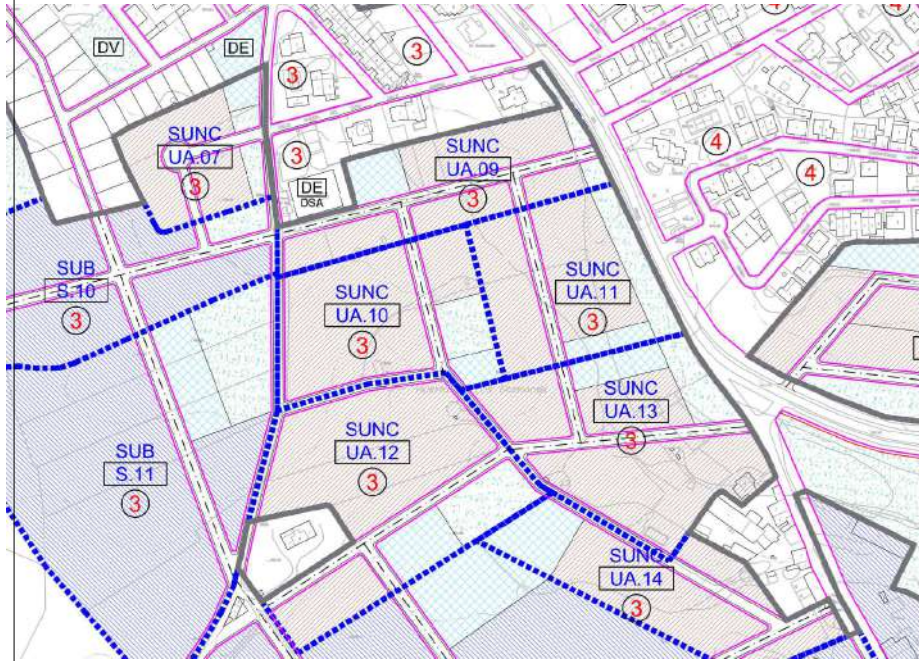 4
4
DV
DE
3
3
SUNC
UA.07
3
3
DE
DSA
SUNC
UA.09
3
4
4
SUB
S.10
3
SUNC
UA.10
3
SUNC
UA.11
3
SUNC
UA.13
3
SUB
S.11
3
SUNC
UA.12
3
SUNC
UA.14
3